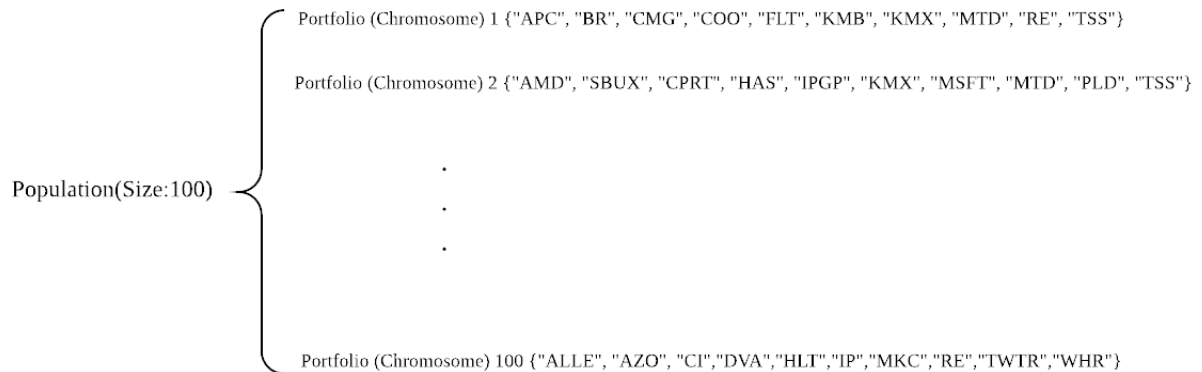 Portfolio (Chromosome) 1 {"APC", "BR", "CMG", "COO", "FLT", "KMB", "KMX", "MTD", "RE", "TSS"}
Portfolio (Chromosome) 2 {"AMD", "SBUX", "CPRT", "HAS", "IPGP", "KMX", "MSFT", "MTD", "PLD", "TSS"}
Population(Size:100)
Portfolio (Chromosome) 100 {"ALLE", "AZO", "CI","DVA","HLT","IP","MKC","RE","TWTR","WHR"}